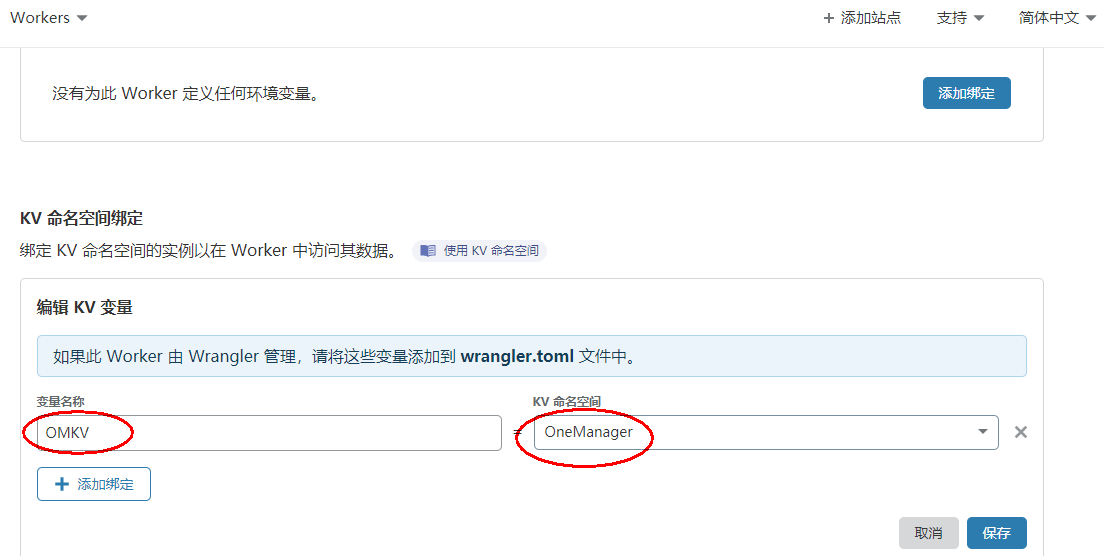 Workers
添加站点
支持
简体中文
没有为此 Worker 定义任何环境变量。
添加绑定
KV 命名空间绑定
绑定 KV 命名空间的实例以在 Worker 中访问其数据。
使用 KV 命名空间
编辑 KV 变量
如果此 Worker 由 Wrangler 管理，请将这些变量添加到 wrangler.toml 文件中。
变量名称
KV 命名空间
OMKV
=
OneManager
添加绑定
取消
保存